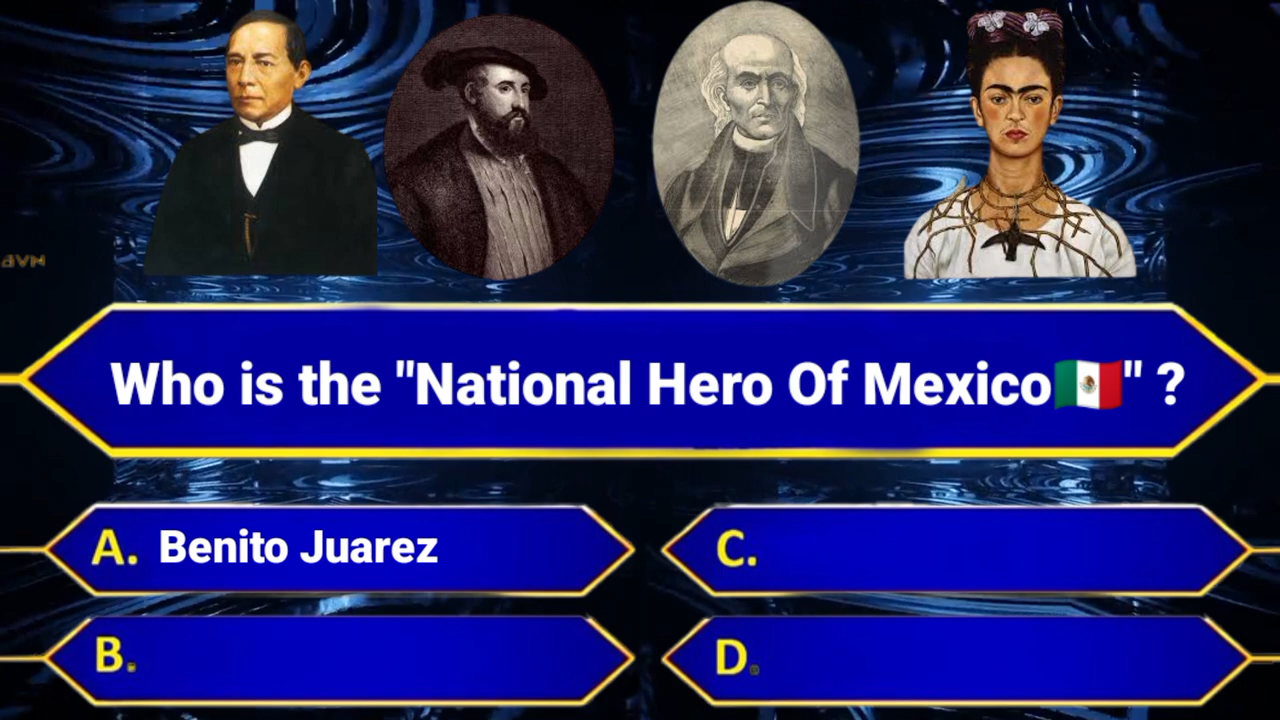 Who is the "National Hero Of Mexico🇲🇽" ?
A. Benito Juarez
C.
B.
D.